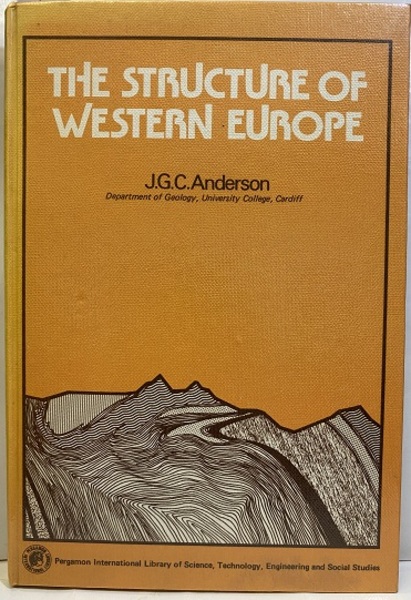 THE STRUCTURE OF
WESTERN EUROPE
J.G.C.Anderson
Department of Geology, University College, Cardiff
Pergamon International Library of Science, Technology, Engineering and Social Studies